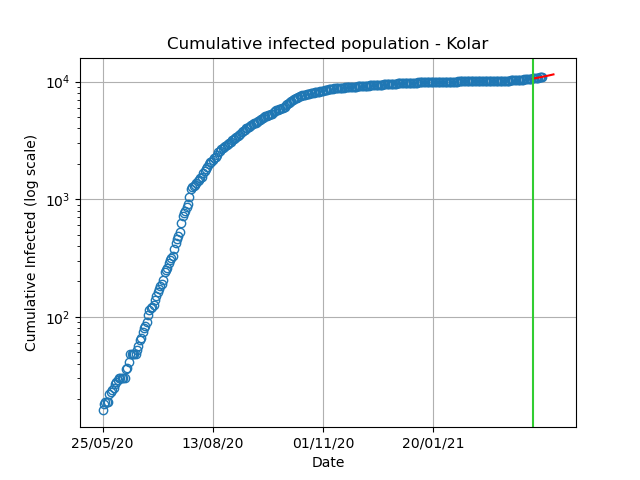 Cumulative infected population - Kolar
Cumulative Infected (log scale)
10^4
10^3
10^2
25/05/20 13/08/20 01/11/20 20/01/21
Date